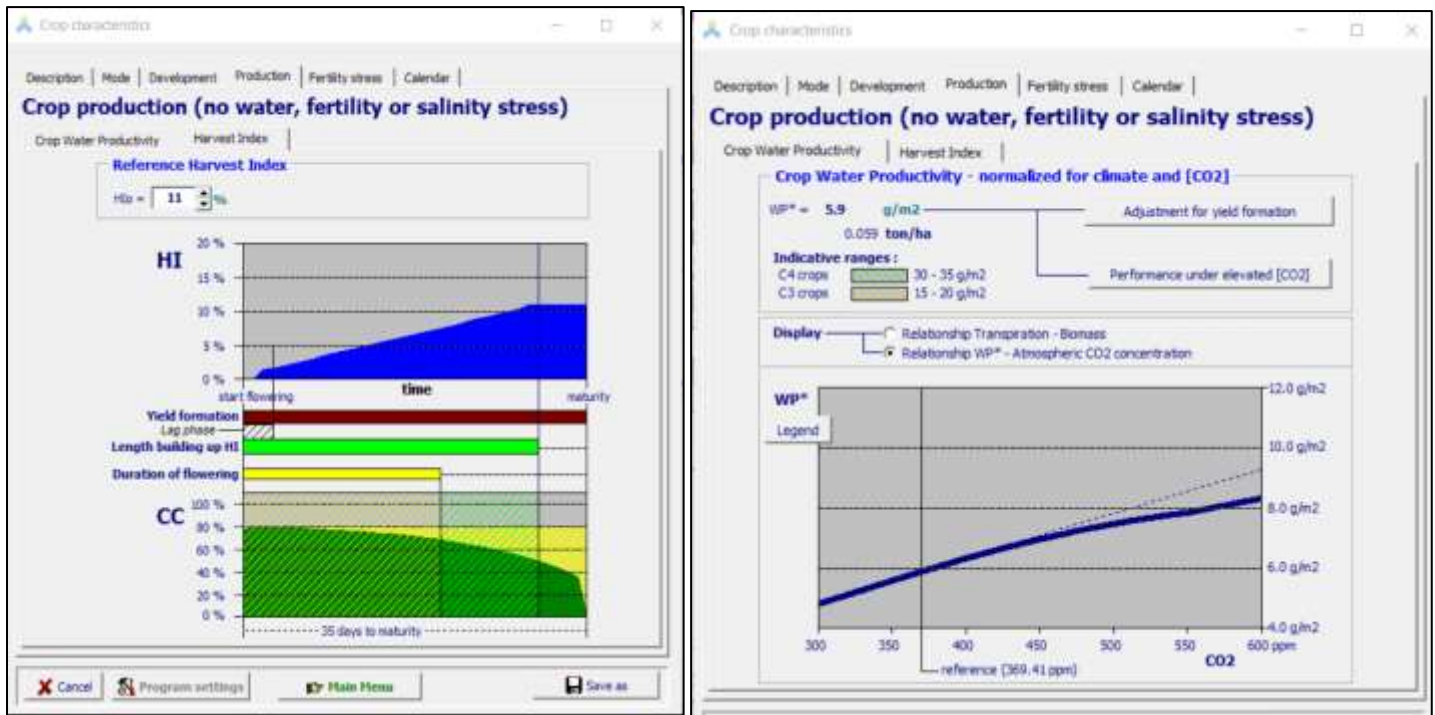 Crop characteristics
Description | Mode | Development Production | Fertility stress | Calendar |
Crop production (no water, fertility or salinity stress)
Crop Water Productivity Harvest Index |
Reference Harvest Index
HIo = 11 %
HI
20 %
15 %
10 %
5 %
0 %
start flowering time maturity
Yield formation
Lag phase
Length building up HI
Duration of flowering
CC
100 %
80 %
60 %
40 %
20 %
0 %
35 days to maturity
Cancel Program settings Main Menu Save as
Crop characteristics
Description | Mode | Development Production | Fertility stress | Calendar |
Crop production (no water, fertility or salinity stress)
Crop Water Productivity | Harvest Index |
Crop Water Productivity - normalized for climate and [CO2]
WP* = 5.9 g/m2 Adjustment for yield formation
0.059 ton/ha
Indicative ranges :
C4 crops 30 - 35 g/m2 Performance under elevated [CO2]
C3 crops 15 - 20 g/m2
Display Relationship Transpiration - Biomass
Relationship WP* - Atmospheric CO2 concentration
WP* 12.0 g/m2
Legend
10.0 g/m2
8.0 g/m2
6.0 g/m2
4.0 g/m2
300 350 400 450 500 550 600 ppm
CO2
reference [369.41 ppm]